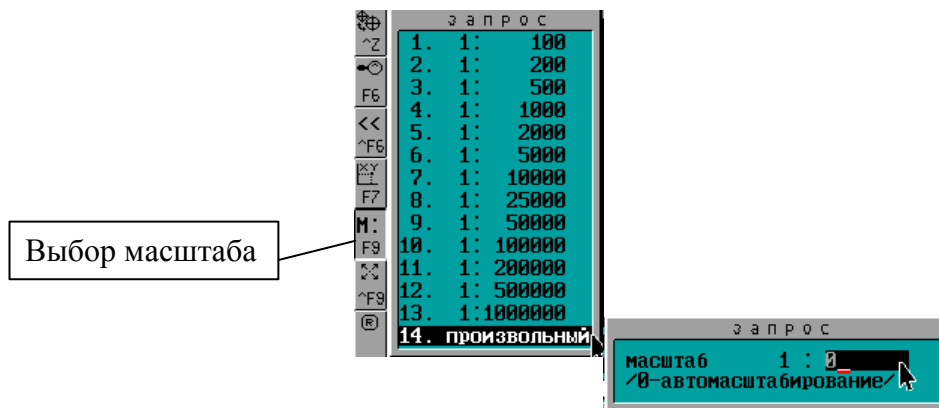 запрос
1. 1: 100
2. 1: 200
3. 1: 500
4. 1: 1000
5. 1: 2000
6. 1: 5000
7. 1: 10000
8. 1: 25000
9. 1: 50000
10. 1: 100000
11. 1: 200000
12. 1: 500000
13. 1:1000000
14. произвольный
^Z
F6
<<
^F6
XY
F7
M:
F9
^F9
®
Выбор масштаба
запрос
масштаб 1 : 0
/0-автомасштабирование/